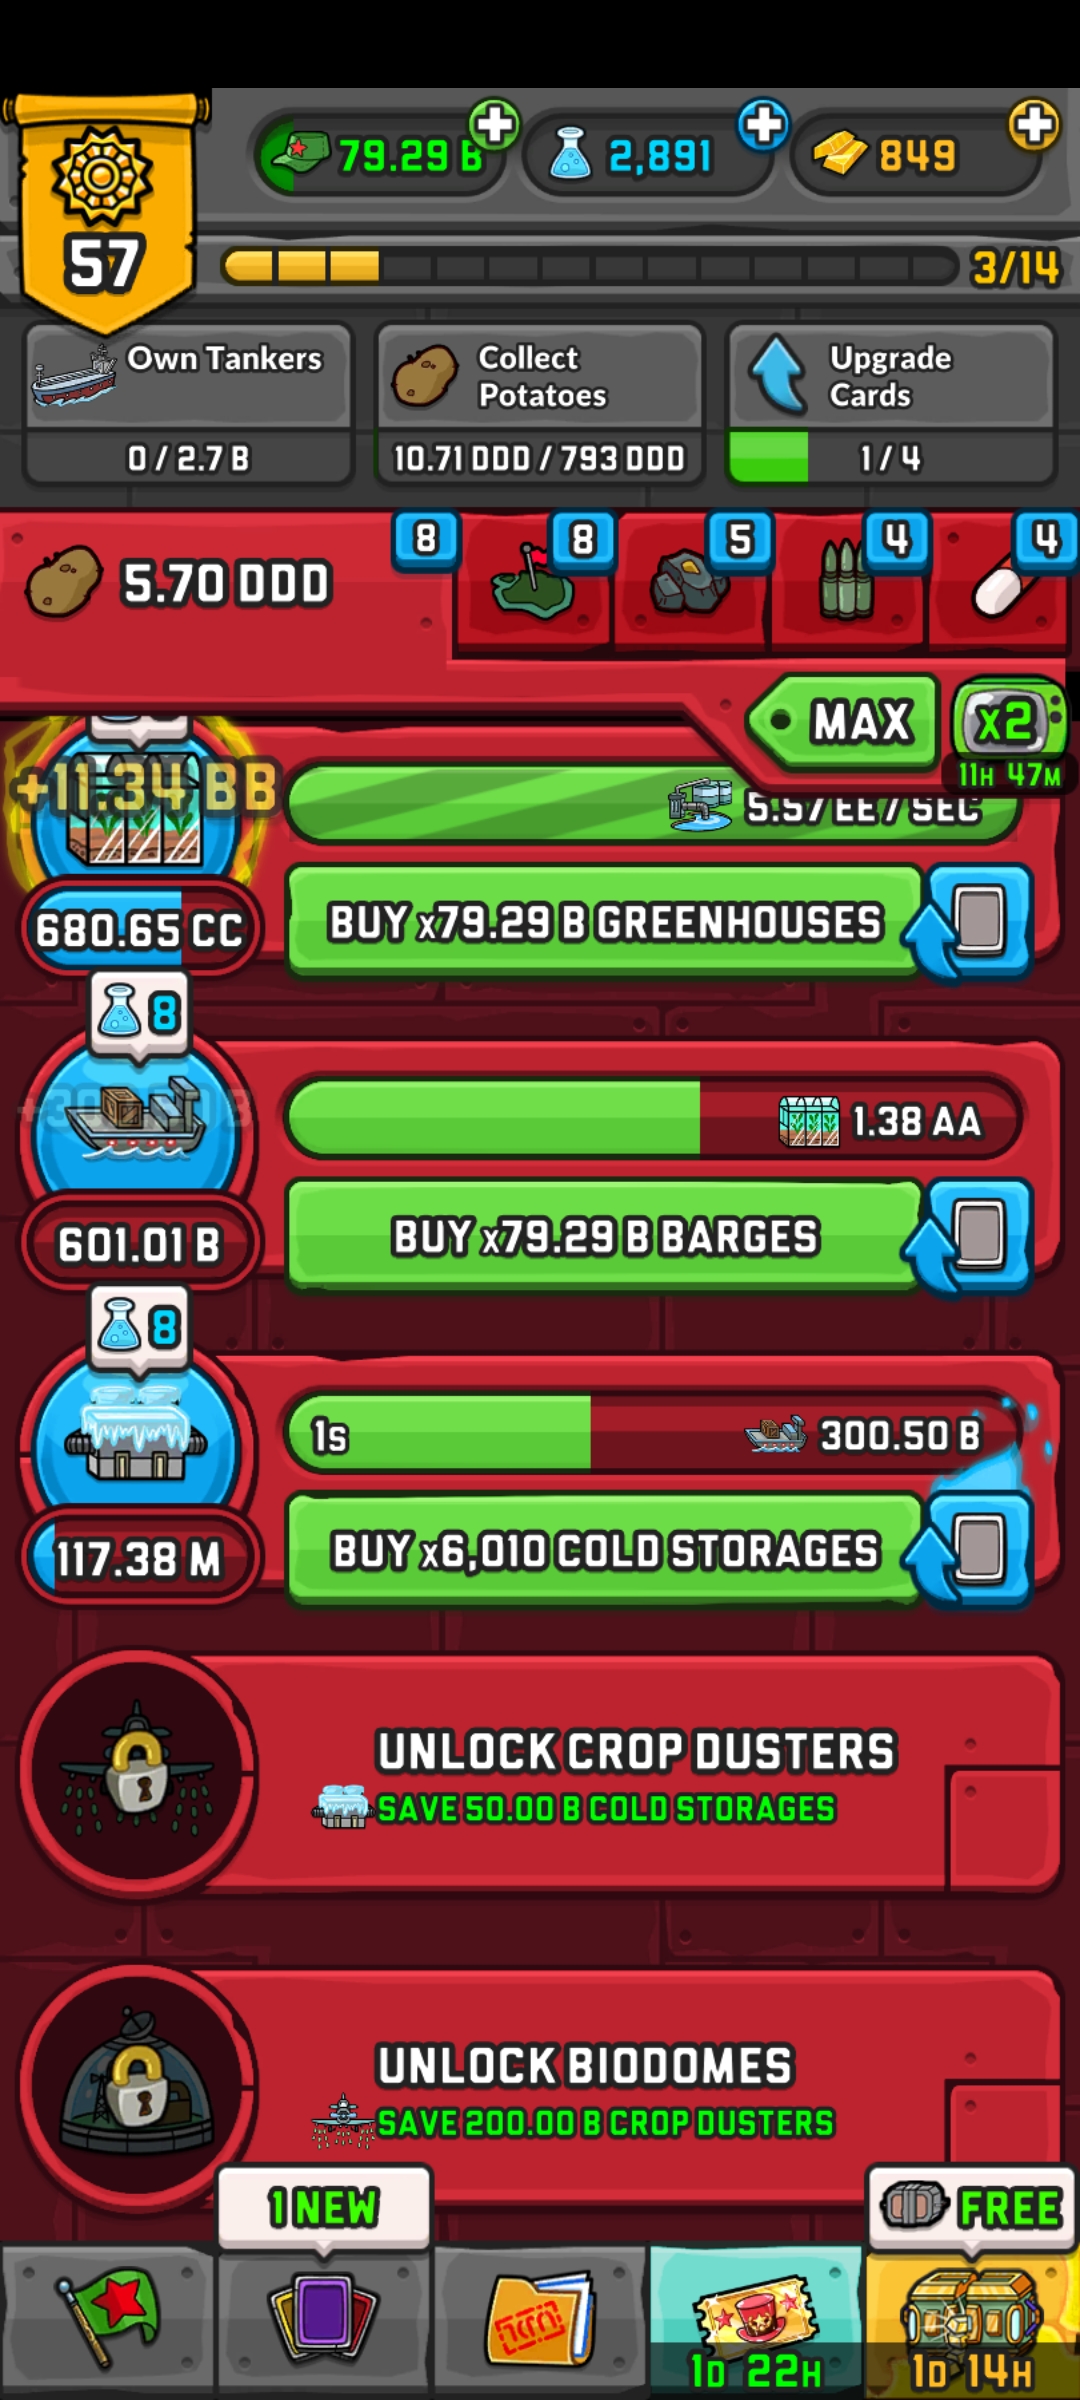 79.29 B
2,891
849
57
3/14
Own Tankers
0 / 2.7 B
Collect
Potatoes
10.71 DDD / 793 DDD
Upgrade
Cards
1 / 4
5.70 DDD
8
8
5
4
4
MAX
x2
11H 47M
+11.34 BB
5.57 EE / SEC
680.65 CC
BUY x79.29 B GREENHOUSES
8
1.38 AA
601.01 B
BUY x79.29 B BARGES
8
1s
300.50 B
117.38 M
BUY x6,010 COLD STORAGES
UNLOCK CROP DUSTERS
SAVE 50.00 B COLD STORAGES
UNLOCK BIODOMES
SAVE 200.00 B CROP DUSTERS
1 NEW
FREE
1D 22H
1D 14H